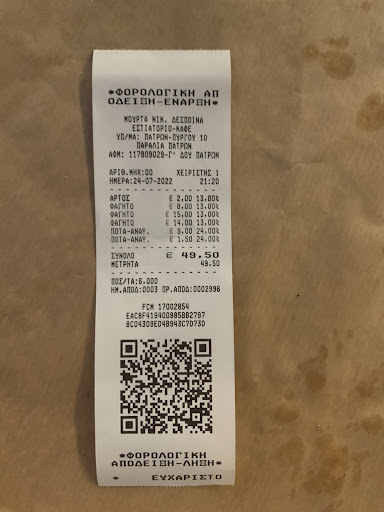 *ΦΟΡΟΛΟΓΙΚΗ ΑΠ
ΟΔΕΙΞΗ-ΕΝΑΡΞΗ*
ΜΟΥΡΤΑ ΝΙΚ. ΔΕΣΠΟΙΝΑ
ΕΣΤΙΑΤΟΡΙΟ-ΚΑΦΕ
ΥΠ/ΜΑ: ΠΑΤΡΩΝ-ΠΥΡΓΟΥ 10
ΠΑΡΑΛΙΑ ΠΑΤΡΩΝ
ΑΦΜ: 117809029-Γ' ΔΟΥ ΠΑΤΡΩΝ
ΑΡΙΘ.ΜΗΧ:00 ΧΕΙΡΙΣΤΗΣ 1
ΗΜΕΡΑ:24-07-2022 21:20
ΑΡΤΟΣ € 2,00 13.00%
ΦΑΓΗΤΟ € 8,00 13.00%
ΦΑΓΗΤΟ € 15,00 13.00%
ΦΑΓΗΤΟ € 14,00 13.00%
ΠΟΤΑ-ΑΝΑΨ. € 9,00 24.00%
ΠΟΤΑ-ΑΝΑΨ. € 1,50 24.00%
ΣΥΝΟΛΟ € 49,50
ΜΕΤΡΗΤΑ 49,50
ΠΟΣ/ΤΑ:6,000
ΗΜ.ΑΠΟΔ:0003 ΠΡ.ΑΠΟΔ:0002996
FCM 17002854
*ΦΟΡΟΛΟΓΙΚΗ
ΑΠΟΔΕΙΞΗ-ΛΗΞΗ*
* ΕΥΧΑΡΙΣΤΟ